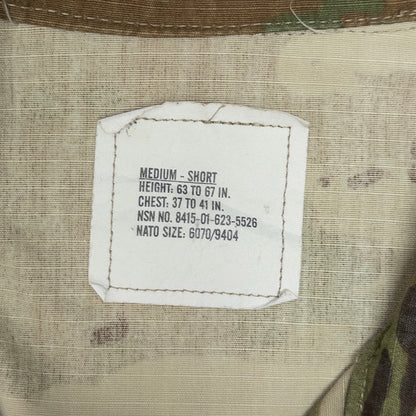 MEDIUM - SHORT
HEIGHT: 63 TO 67 IN.
CHEST: 37 TO 41 IN.
NSN NO. 8415-01-623-5526
NATO SIZE: 6070/9404